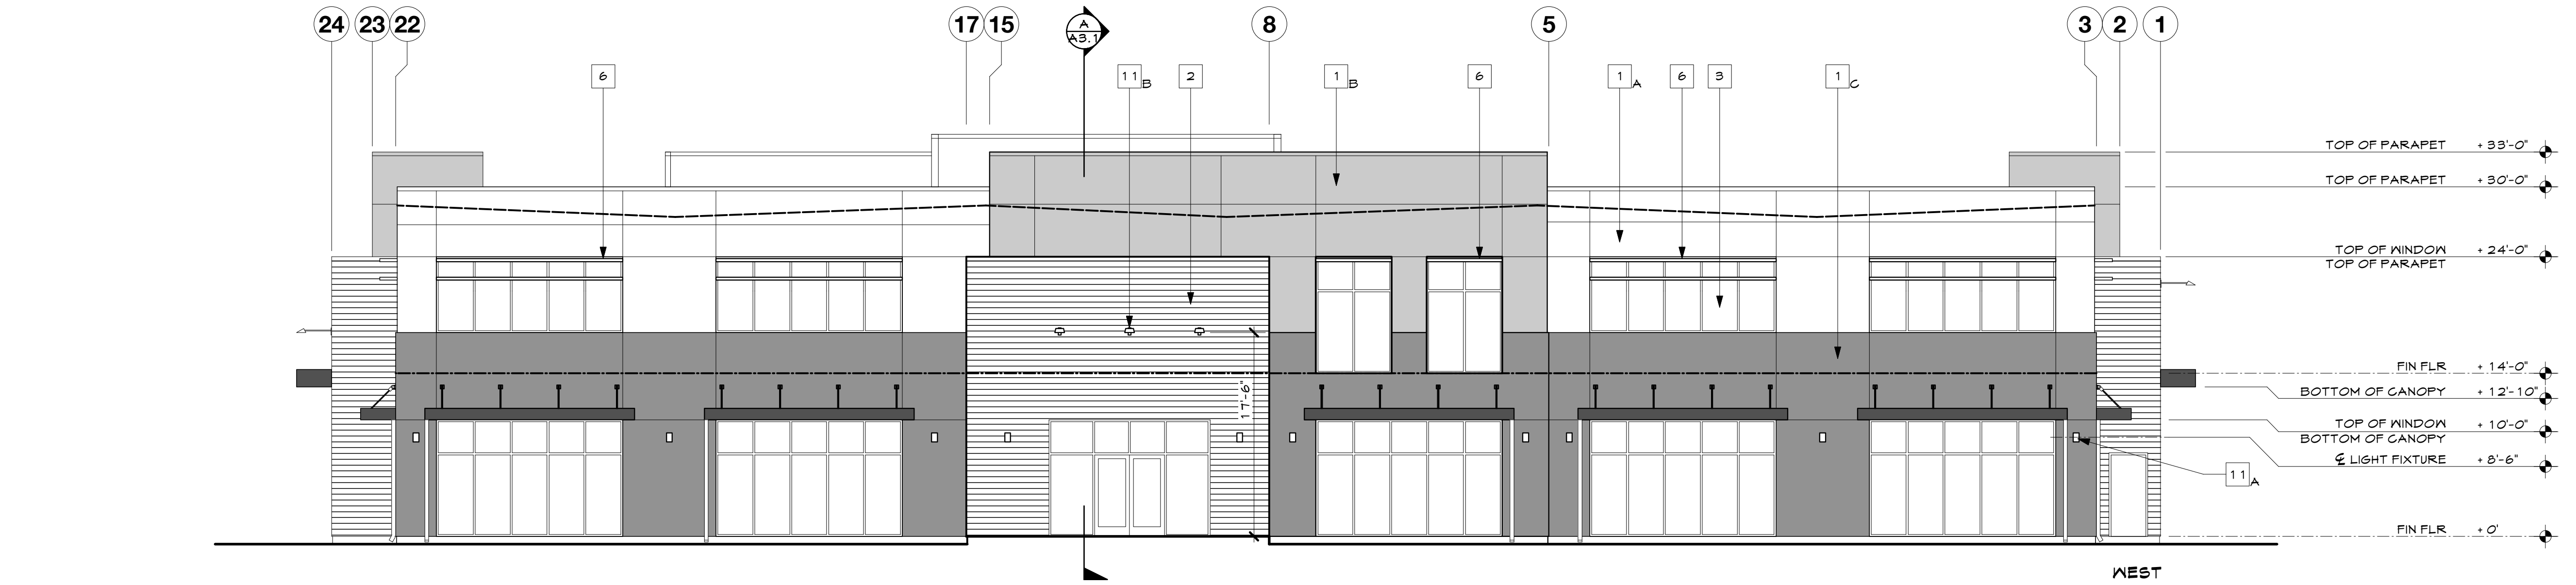 24 23 22 17 15 8 5 3 2 1
A
A3.1
6 11 B 2 1 B 6 1 A 6 3 1 C
TOP OF PARAPET + 33'-0"
TOP OF PARAPET + 30'-0"
TOP OF WINDOW + 24'-0"
TOP OF PARAPET
FIN FLR + 14'-0"
BOTTOM OF CANOPY + 12'-10"
17'-6"
TOP OF WINDOW + 10'-0"
BOTTOM OF CANOPY
℄ LIGHT FIXTURE + 8'-6"
11 A
FIN FLR + 0'
WEST